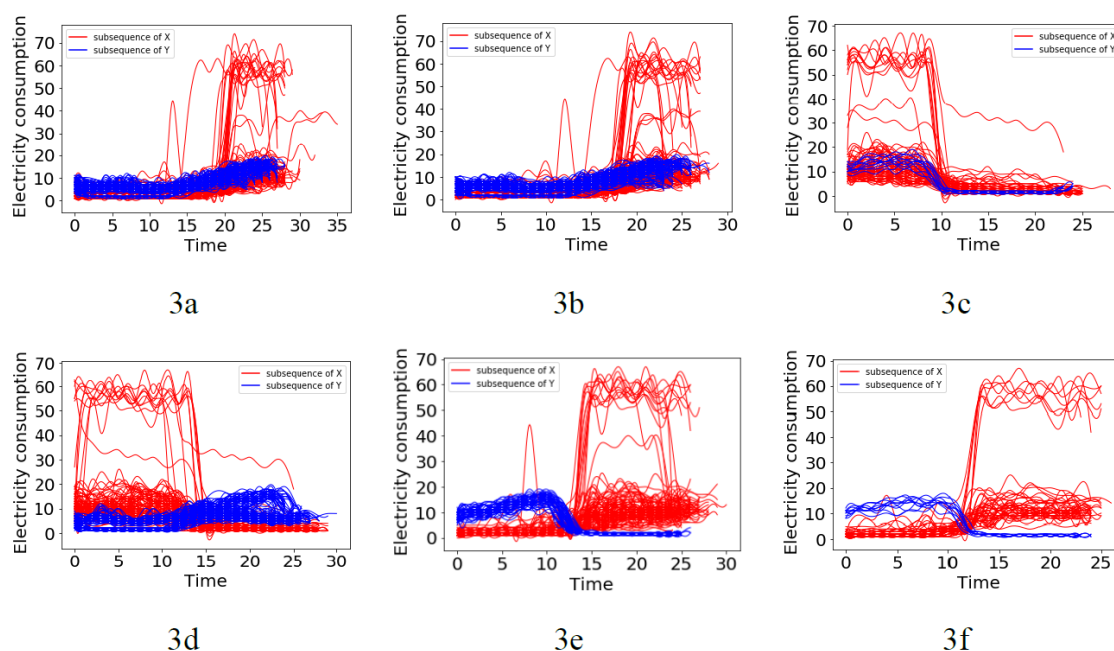 Electricity consumption
70
60
50
40
30
20
10
0
subsequence of X
subsequence of Y
0 5 10 15 20 25 30 35
Time
3a
Electricity consumption
70
60
50
40
30
20
10
0
subsequence of X
subsequence of Y
0 5 10 15 20 25 30
Time
3b
Electricity consumption
60
50
40
30
20
10
0
subsequence of X
subsequence of Y
0 5 10 15 20 25
Time
3c
Electricity consumption
70
60
50
40
30
20
10
0
subsequence of X
subsequence of Y
0 5 10 15 20 25 30
Time
3d
Electricity consumption
70
60
50
40
30
20
10
0
subsequence of X
subsequence of Y
0 5 10 15 20 25 30
Time
3e
Electricity consumption
70
60
50
40
30
20
10
0
subsequence of X
subsequence of Y
0 5 10 15 20 25
Time
3f